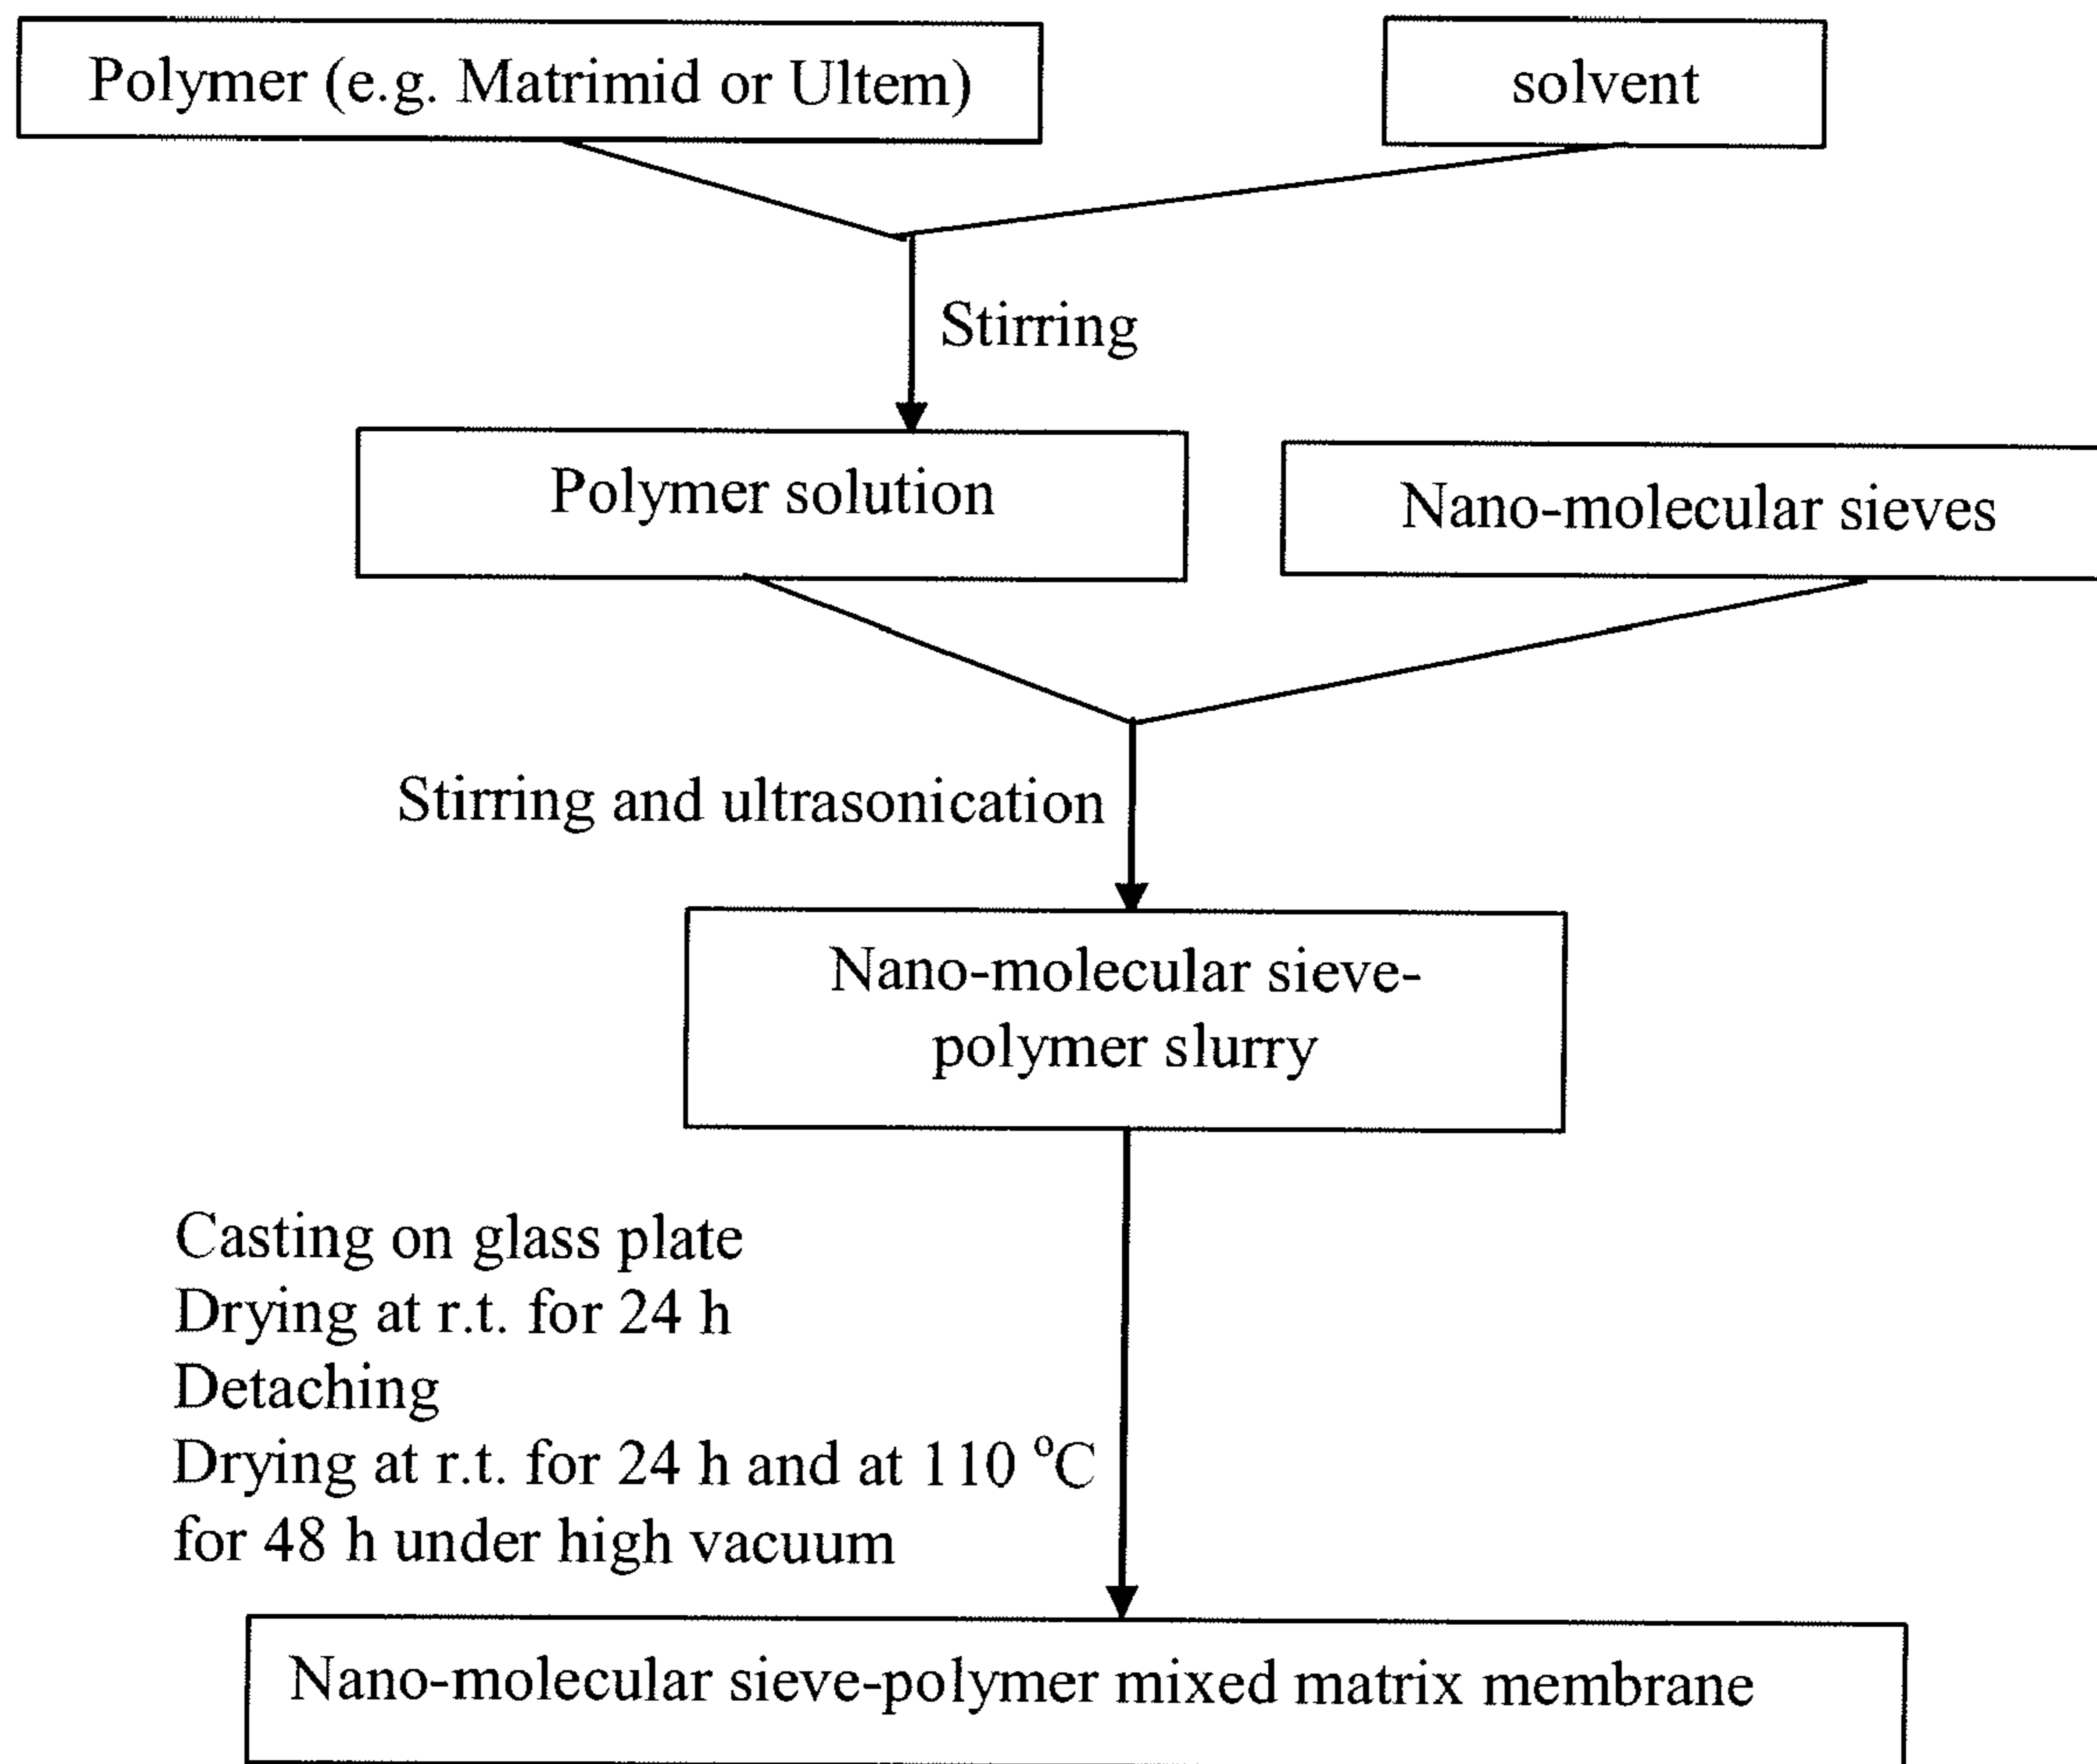 Polymer (e.g. Matrimid or Ultem)
solvent
Stirring
Polymer solution
Nano-molecular sieves
Stirring and ultrasonication
Nano-molecular sieve-
polymer slurry
Casting on glass plate
Drying at r.t. for 24 h
Detaching
Drying at r.t. for 24 h and at 110 °C
for 48 h under high vacuum
Nano-molecular sieve-polymer mixed matrix membrane